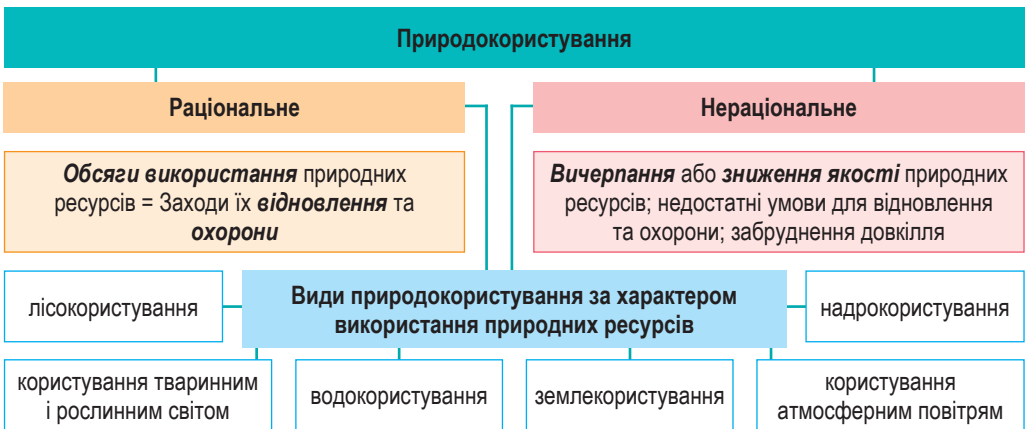 Природокористування
Раціональне
Нераціональне
Обсяги використання природних
ресурсів = Заходи їх відновлення та
охорони
Вичерпання або зниження якості природних
ресурсів; недостатні умови для відновлення
та охорони; забруднення довкілля
лісокористування
Види природокористування за характером
використання природних ресурсів
надрокористування
користування тваринним
і рослинним світом
водокористування
землекористування
користування
атмосферним повітрям